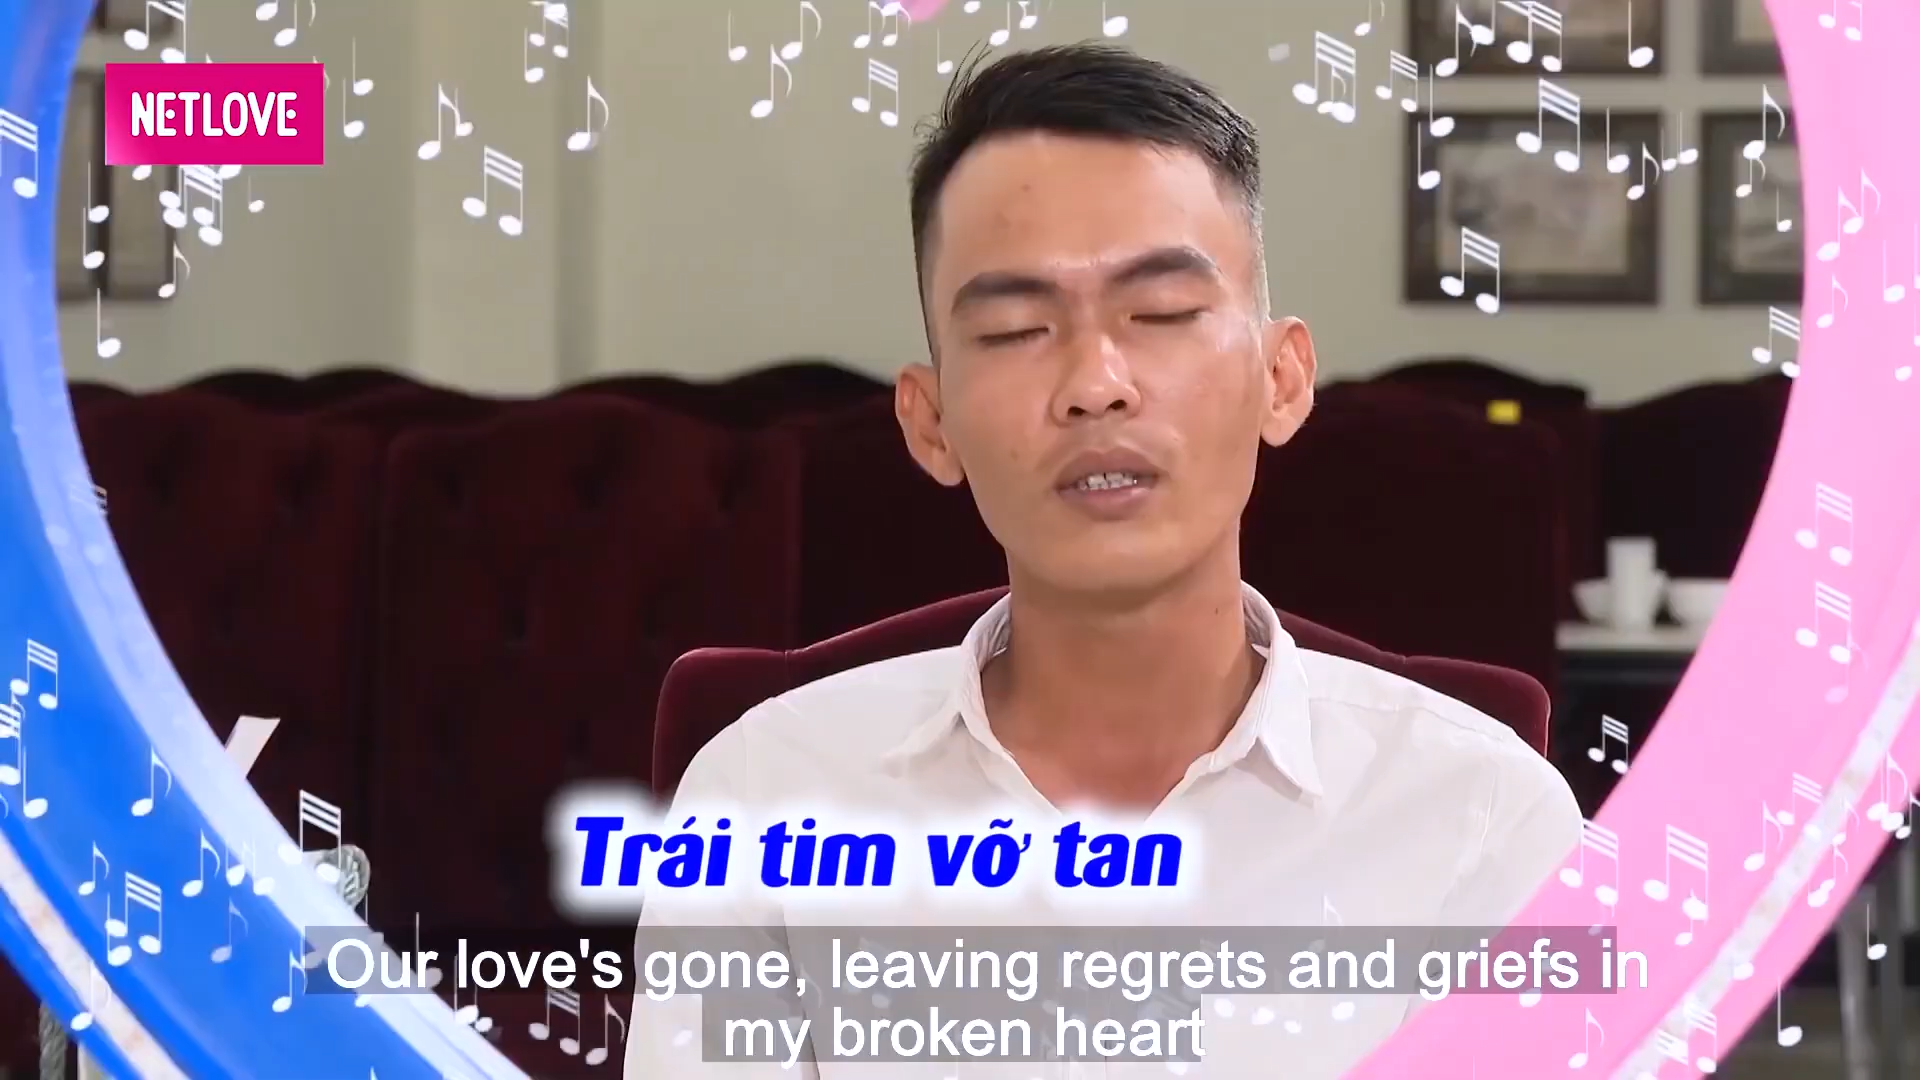 NETLOVE
Trái tim vỡ tan
Our love's gone, leaving regrets and griefs in
my broken heart